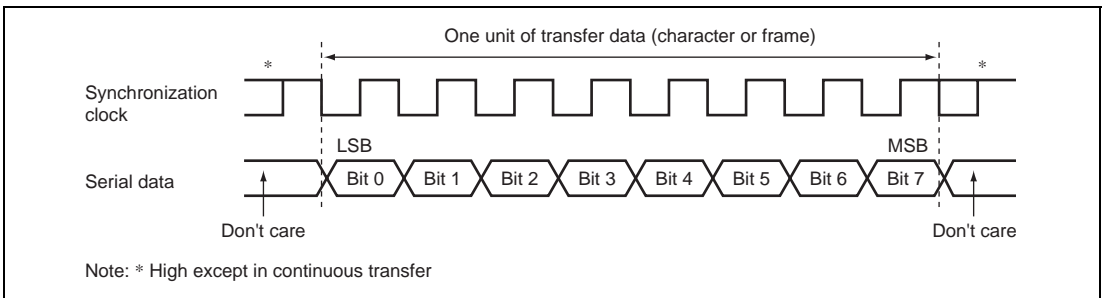 One unit of transfer data (character or frame)
* *
Synchronization
clock
LSB MSB
Serial data Bit 0 Bit 1 Bit 2 Bit 3 Bit 4 Bit 5 Bit 6 Bit 7
Don't care Don't care
Note: * High except in continuous transfer